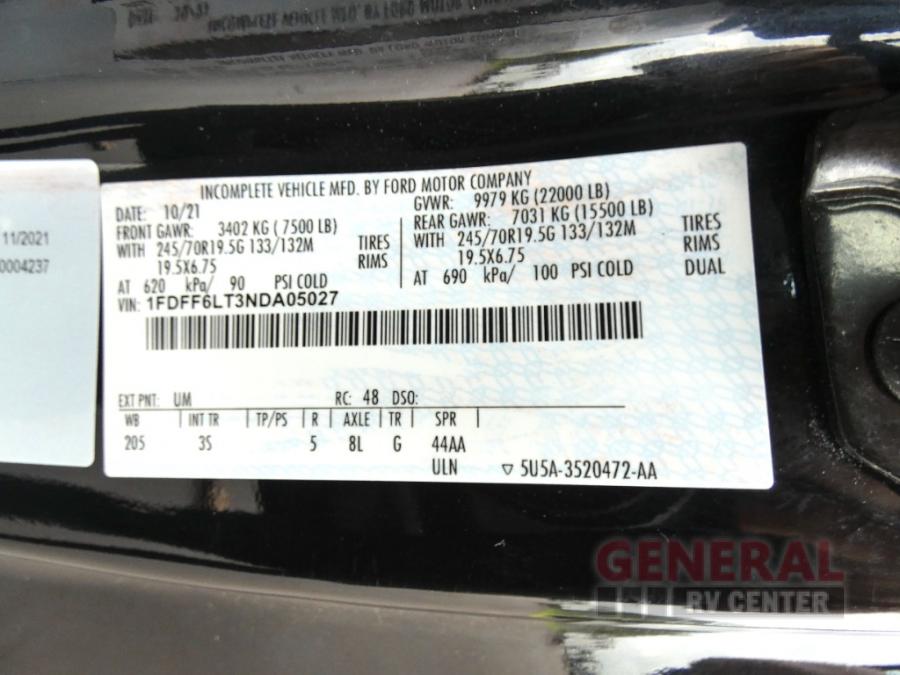 11/2021
0004237
INCOMPLETE VEHICLE MFD. BY FORD MOTOR COMPANY
DATE: 10/21
GVWR: 9979 KG (22000 LB)
FRONT GAWR: 3402 KG (7500 LB)
REAR GAWR: 7031 KG (15500 LB)
WITH 245/70R19.5G 133/132M TIRES
WITH 245/70R19.5G 133/132M TIRES
19.5X6.75 RIMS
19.5X6.75 RIMS
AT 620 kPa/ 90 PSI COLD
AT 690 kPa/ 100 PSI COLD DUAL
VIN: 1FDFF6LT3NDA05027
EXT PNT: UM RC: 48 DSO:
WB INT TR TP/PS R AXLE TR SPR
205 3S 5 8L G 44AA
ULN ▽ 5U5A-3520472-AA
GENERAL
RV CENTER